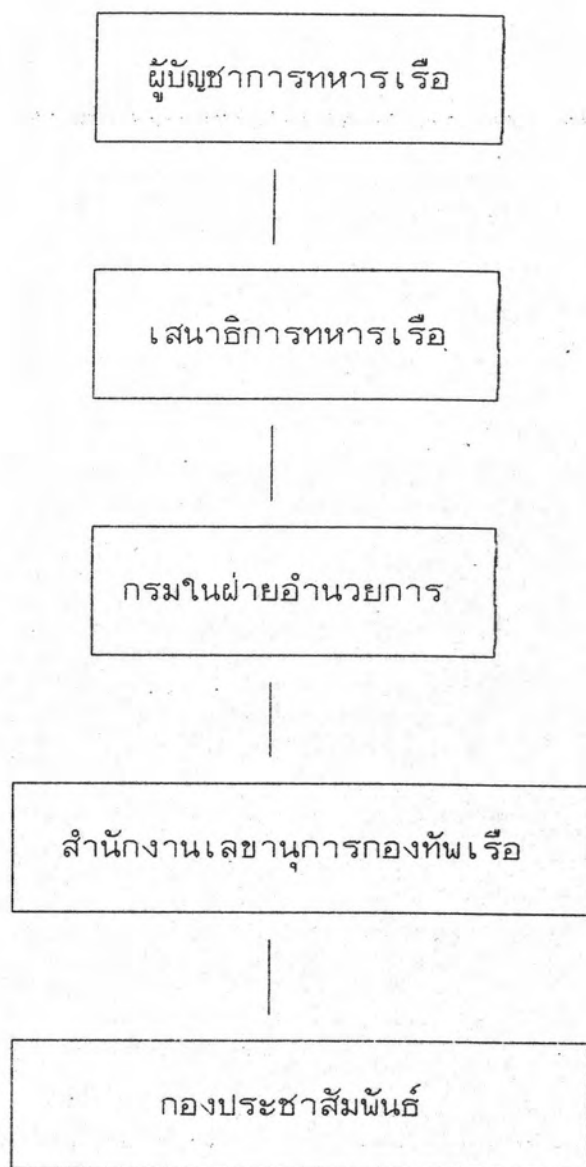 ผู้บัญชาการทหารเรือ
เสนาธิการทหารเรือ
กรมในฝ่ายอำนวยการ
สำนักงานเลขานุการกองทัพเรือ
กองประชาสัมพันธ์